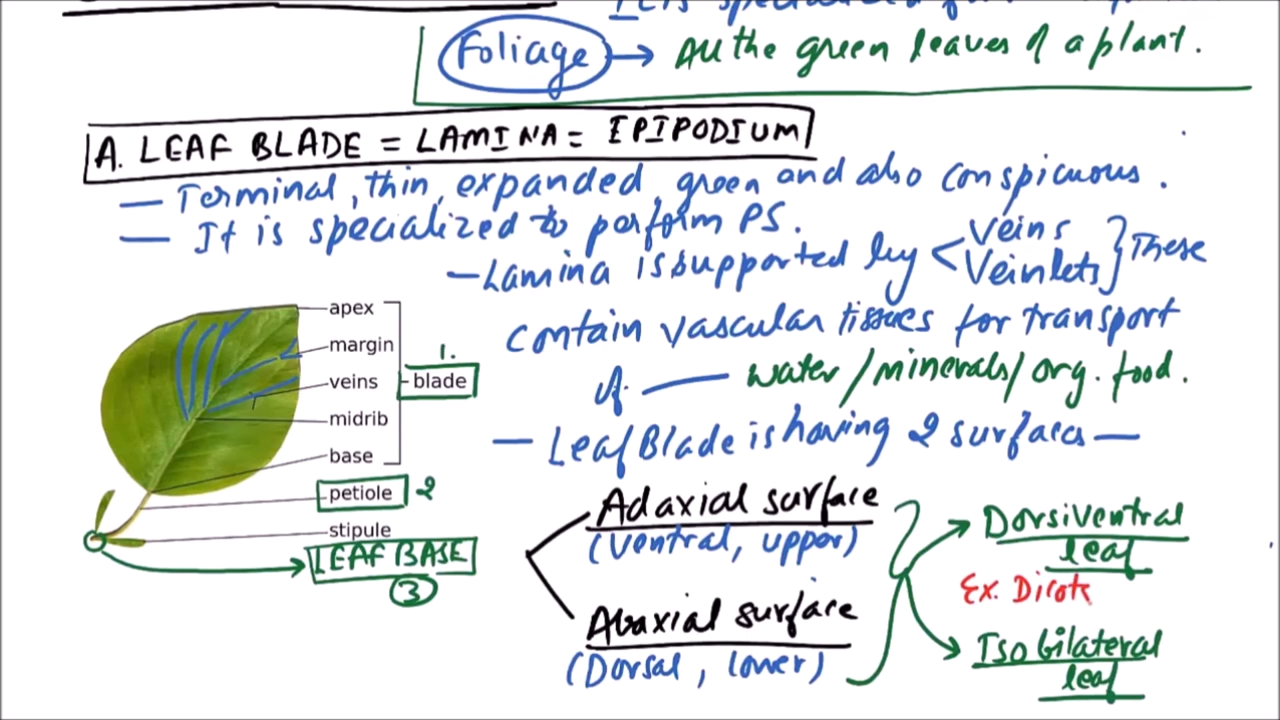 Foliage → All the green leaves of a plant.
A. LEAF BLADE = LAMINA = EPIPODIUM
— Terminal, thin, expanded, green and also conspicuous.
— It is specialized to perform PS.
— Lamina is supported by < Veins Veinlets } These
contain vascular tissues for transport
of — water/minerals/org. food.
— Leaf Blade is having 2 surfaces —
apex
margin
veins
midrib
base
1.
blade
petiole 2
stipule
LEAF BASE
3
Adaxial surface
(Ventral, upper)
Abaxial surface
(Dorsal, lower)
Dorsiventral
leaf
Ex. Dicots
Isobilateral
leaf